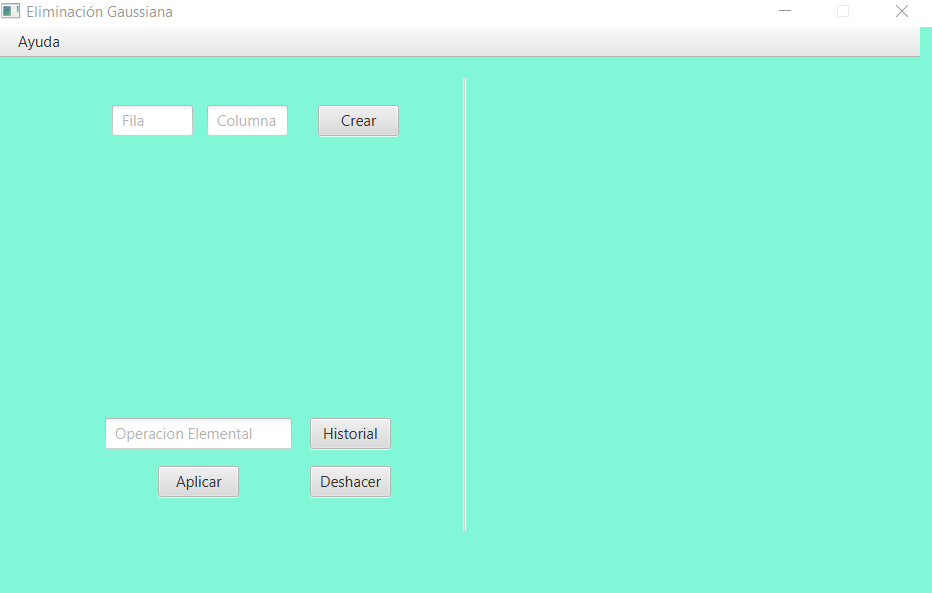 Eliminación Gaussiana
Ayuda
Fila Columna Crear
Operacion Elemental Historial
Aplicar Deshacer